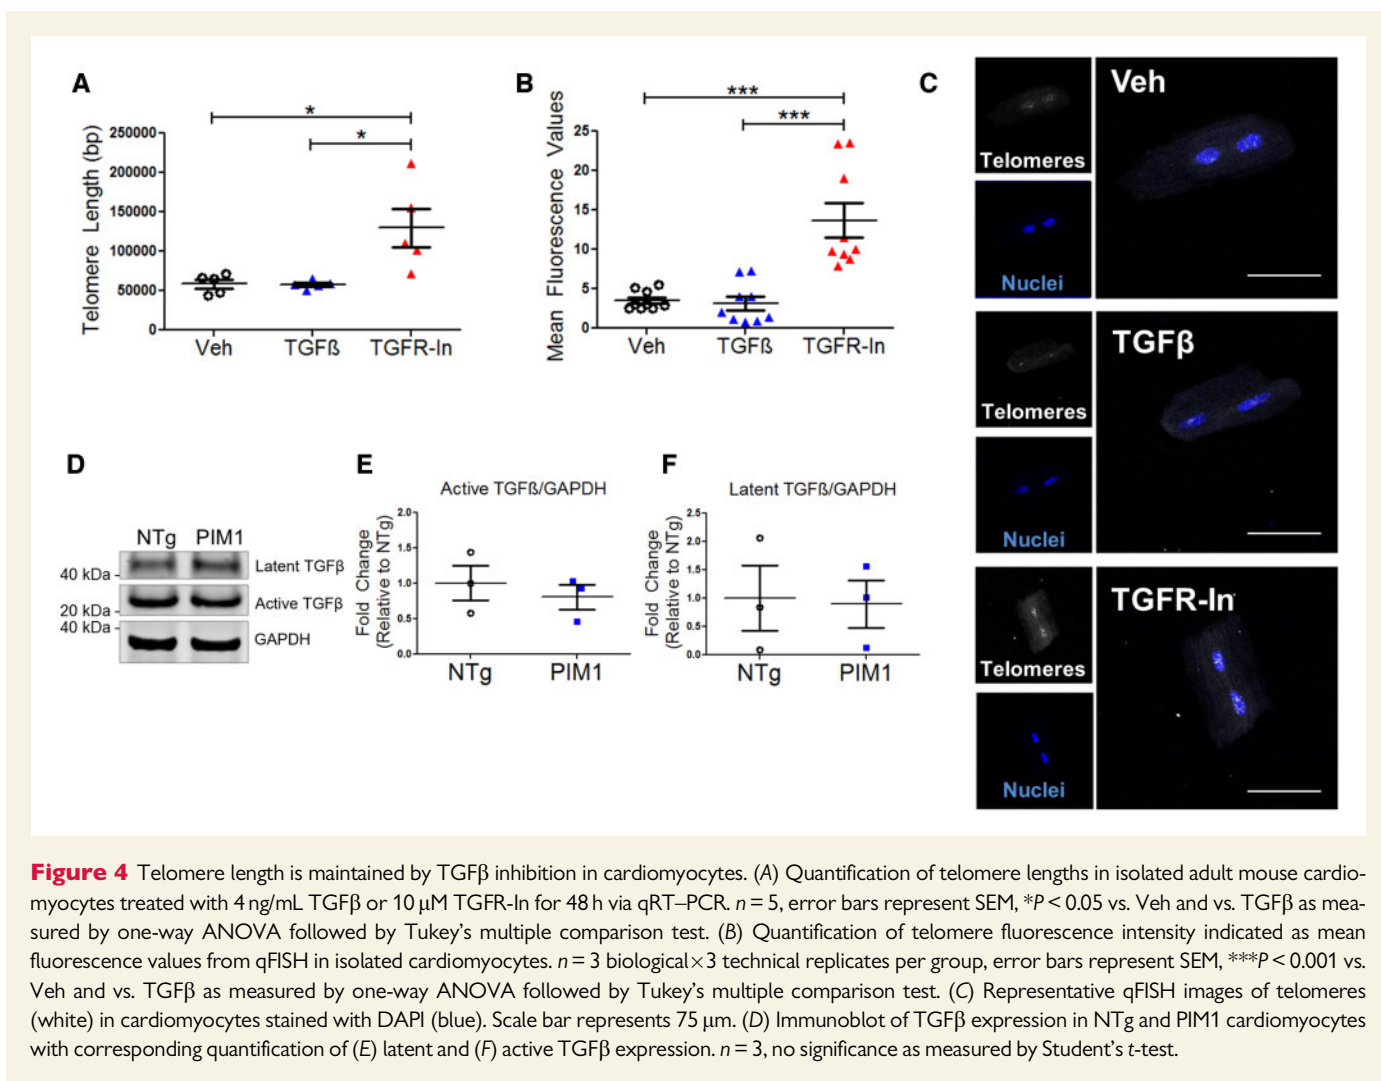 A
*
*
Telomere Length (bp)
250000
200000
150000
100000
50000
0
Veh TGFß TGFR-In
B
***
***
Mean Fluorescence Values
25
20
15
10
5
0
Veh TGFß TGFR-In
C
Telomeres
Nuclei
Veh
Telomeres
Nuclei
TGFβ
Telomeres
Nuclei
TGFR-In
D
NTg PIM1
40 kDa
Latent TGFβ
20 kDa
Active TGFβ
40 kDa
GAPDH
E
Active TGFß/GAPDH
Fold Change
(Relative to NTg)
2.0
1.5
1.0
0.5
0.0
NTg PIM1
F
Latent TGFß/GAPDH
Fold Change
(Relative to NTg)
2.5
2.0
1.5
1.0
0.5
0.0
NTg PIM1
Figure 4 Telomere length is maintained by TGFβ inhibition in cardiomyocytes. (A) Quantification of telomere lengths in isolated adult mouse cardio-
myocytes treated with 4 ng/mL TGFβ or 10 μM TGFR-In for 48 h via qRT–PCR. n = 5, error bars represent SEM, *P < 0.05 vs. Veh and vs. TGFβ as mea-
sured by one-way ANOVA followed by Tukey's multiple comparison test. (B) Quantification of telomere fluorescence intensity indicated as mean
fluorescence values from qFISH in isolated cardiomyocytes. n = 3 biological × 3 technical replicates per group, error bars represent SEM, ***P < 0.001 vs.
Veh and vs. TGFβ as measured by one-way ANOVA followed by Tukey's multiple comparison test. (C) Representative qFISH images of telomeres
(white) in cardiomyocytes stained with DAPI (blue). Scale bar represents 75 μm. (D) Immunoblot of TGFβ expression in NTg and PIM1 cardiomyocytes
with corresponding quantification of (E) latent and (F) active TGFβ expression. n = 3, no significance as measured by Student's t-test.